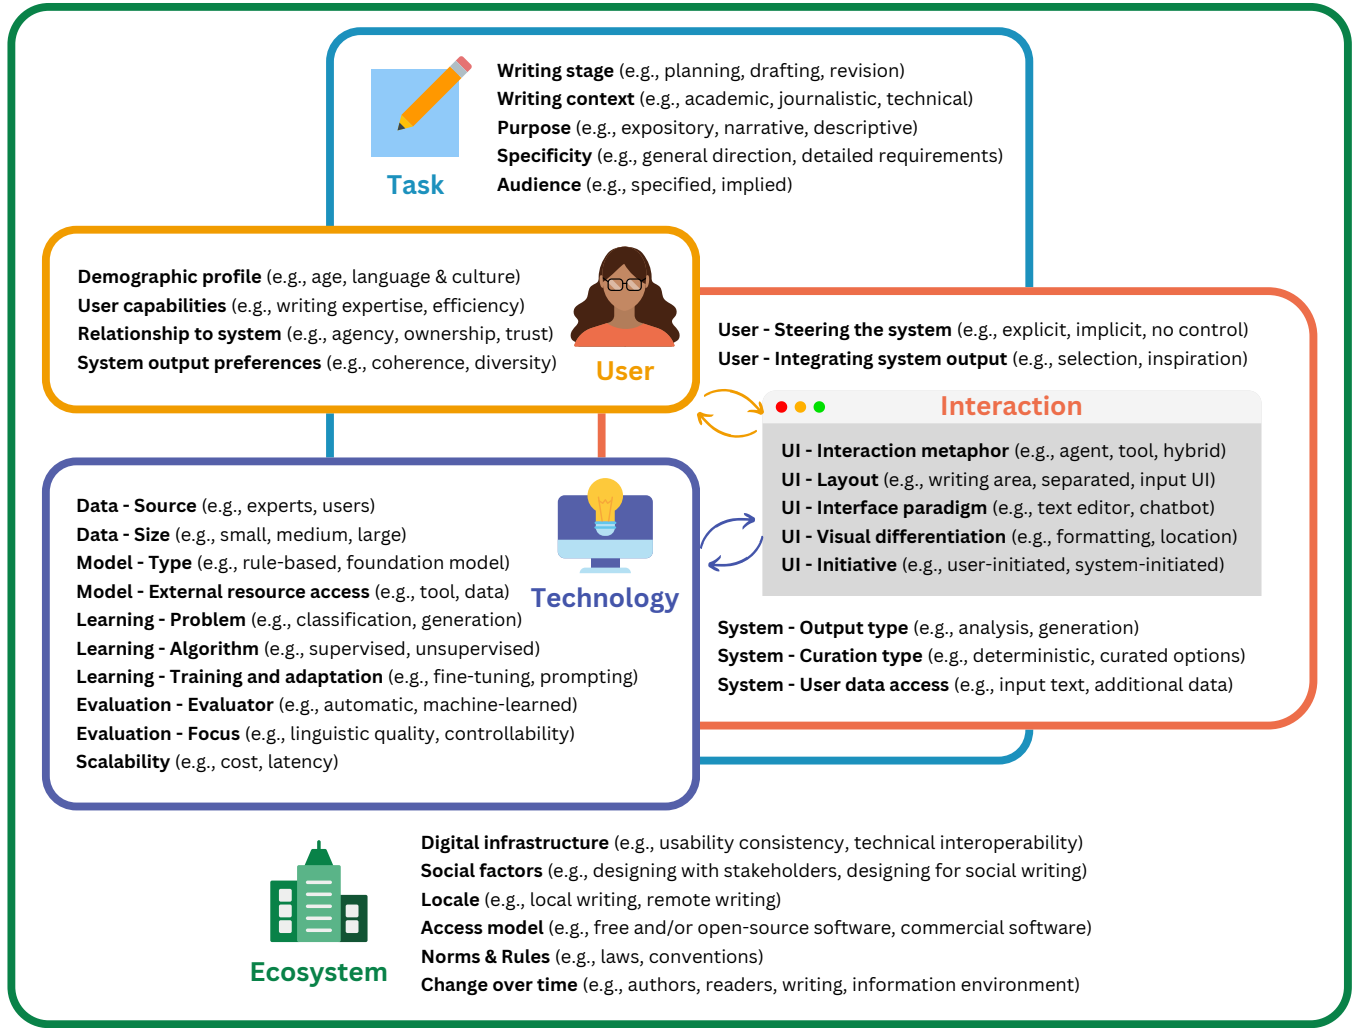 Writing stage (e.g., planning, drafting, revision)
Writing context (e.g., academic, journalistic, technical)
Purpose (e.g., expository, narrative, descriptive)
Specificity (e.g., general direction, detailed requirements)
Audience (e.g., specified, implied)
Task
Demographic profile (e.g., age, language & culture)
User capabilities (e.g., writing expertise, efficiency)
Relationship to system (e.g., agency, ownership, trust)
System output preferences (e.g., coherence, diversity)
User
User - Steering the system (e.g., explicit, implicit, no control)
User - Integrating system output (e.g., selection, inspiration)
Interaction
UI - Interaction metaphor (e.g., agent, tool, hybrid)
UI - Layout (e.g., writing area, separated, input UI)
UI - Interface paradigm (e.g., text editor, chatbot)
UI - Visual differentiation (e.g., formatting, location)
UI - Initiative (e.g., user-initiated, system-initiated)
System - Output type (e.g., analysis, generation)
System - Curation type (e.g., deterministic, curated options)
System - User data access (e.g., input text, additional data)
Data - Source (e.g., experts, users)
Data - Size (e.g., small, medium, large)
Model - Type (e.g., rule-based, foundation model)
Model - External resource access (e.g., tool, data)
Technology
Learning - Problem (e.g., classification, generation)
Learning - Algorithm (e.g., supervised, unsupervised)
Learning - Training and adaptation (e.g., fine-tuning, prompting)
Evaluation - Evaluator (e.g., automatic, machine-learned)
Evaluation - Focus (e.g., linguistic quality, controllability)
Scalability (e.g., cost, latency)
Digital infrastructure (e.g., usability consistency, technical interoperability)
Social factors (e.g., designing with stakeholders, designing for social writing)
Locale (e.g., local writing, remote writing)
Access model (e.g., free and/or open-source software, commercial software)
Norms & Rules (e.g., laws, conventions)
Change over time (e.g., authors, readers, writing, information environment)
Ecosystem